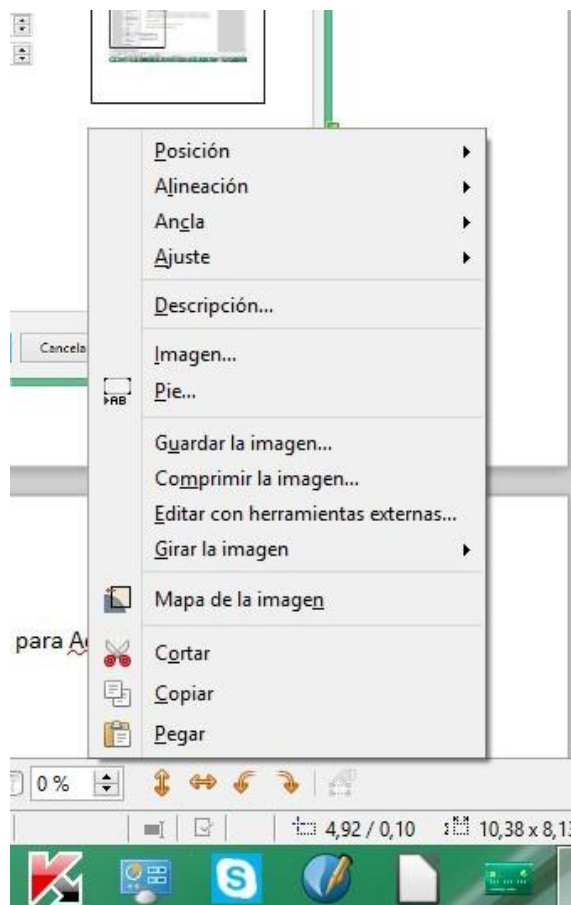 Posición
Alineación
Ancla
Ajuste
Descripción...
Cancela
Imagen...
AB
Pie...
Guardar la imagen...
Comprimir la imagen...
Editar con herramientas externas...
Girar la imagen
Mapa de la imagen
para A
Cortar
Copiar
Pegar
0 %
4,92 / 0,10 10,38 x 8,1
S